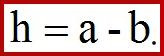 h = a - b.